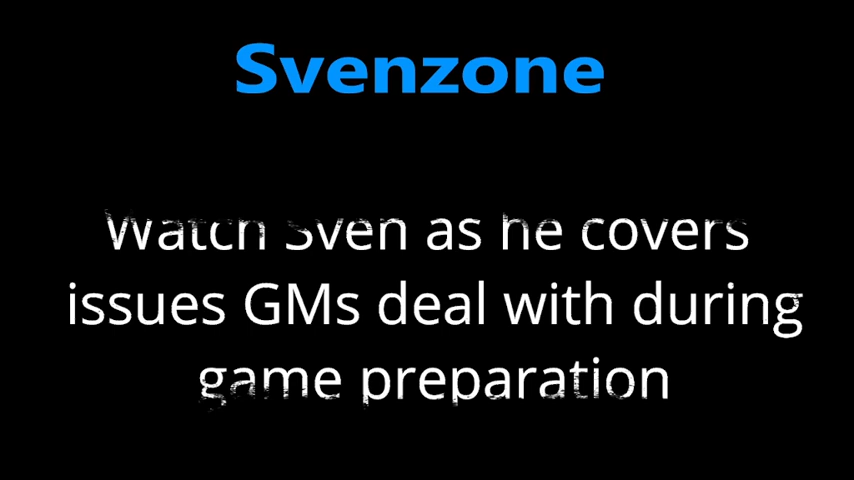 Svenzone
Watch Sven as he covers
issues GMs deal with during
game preparation